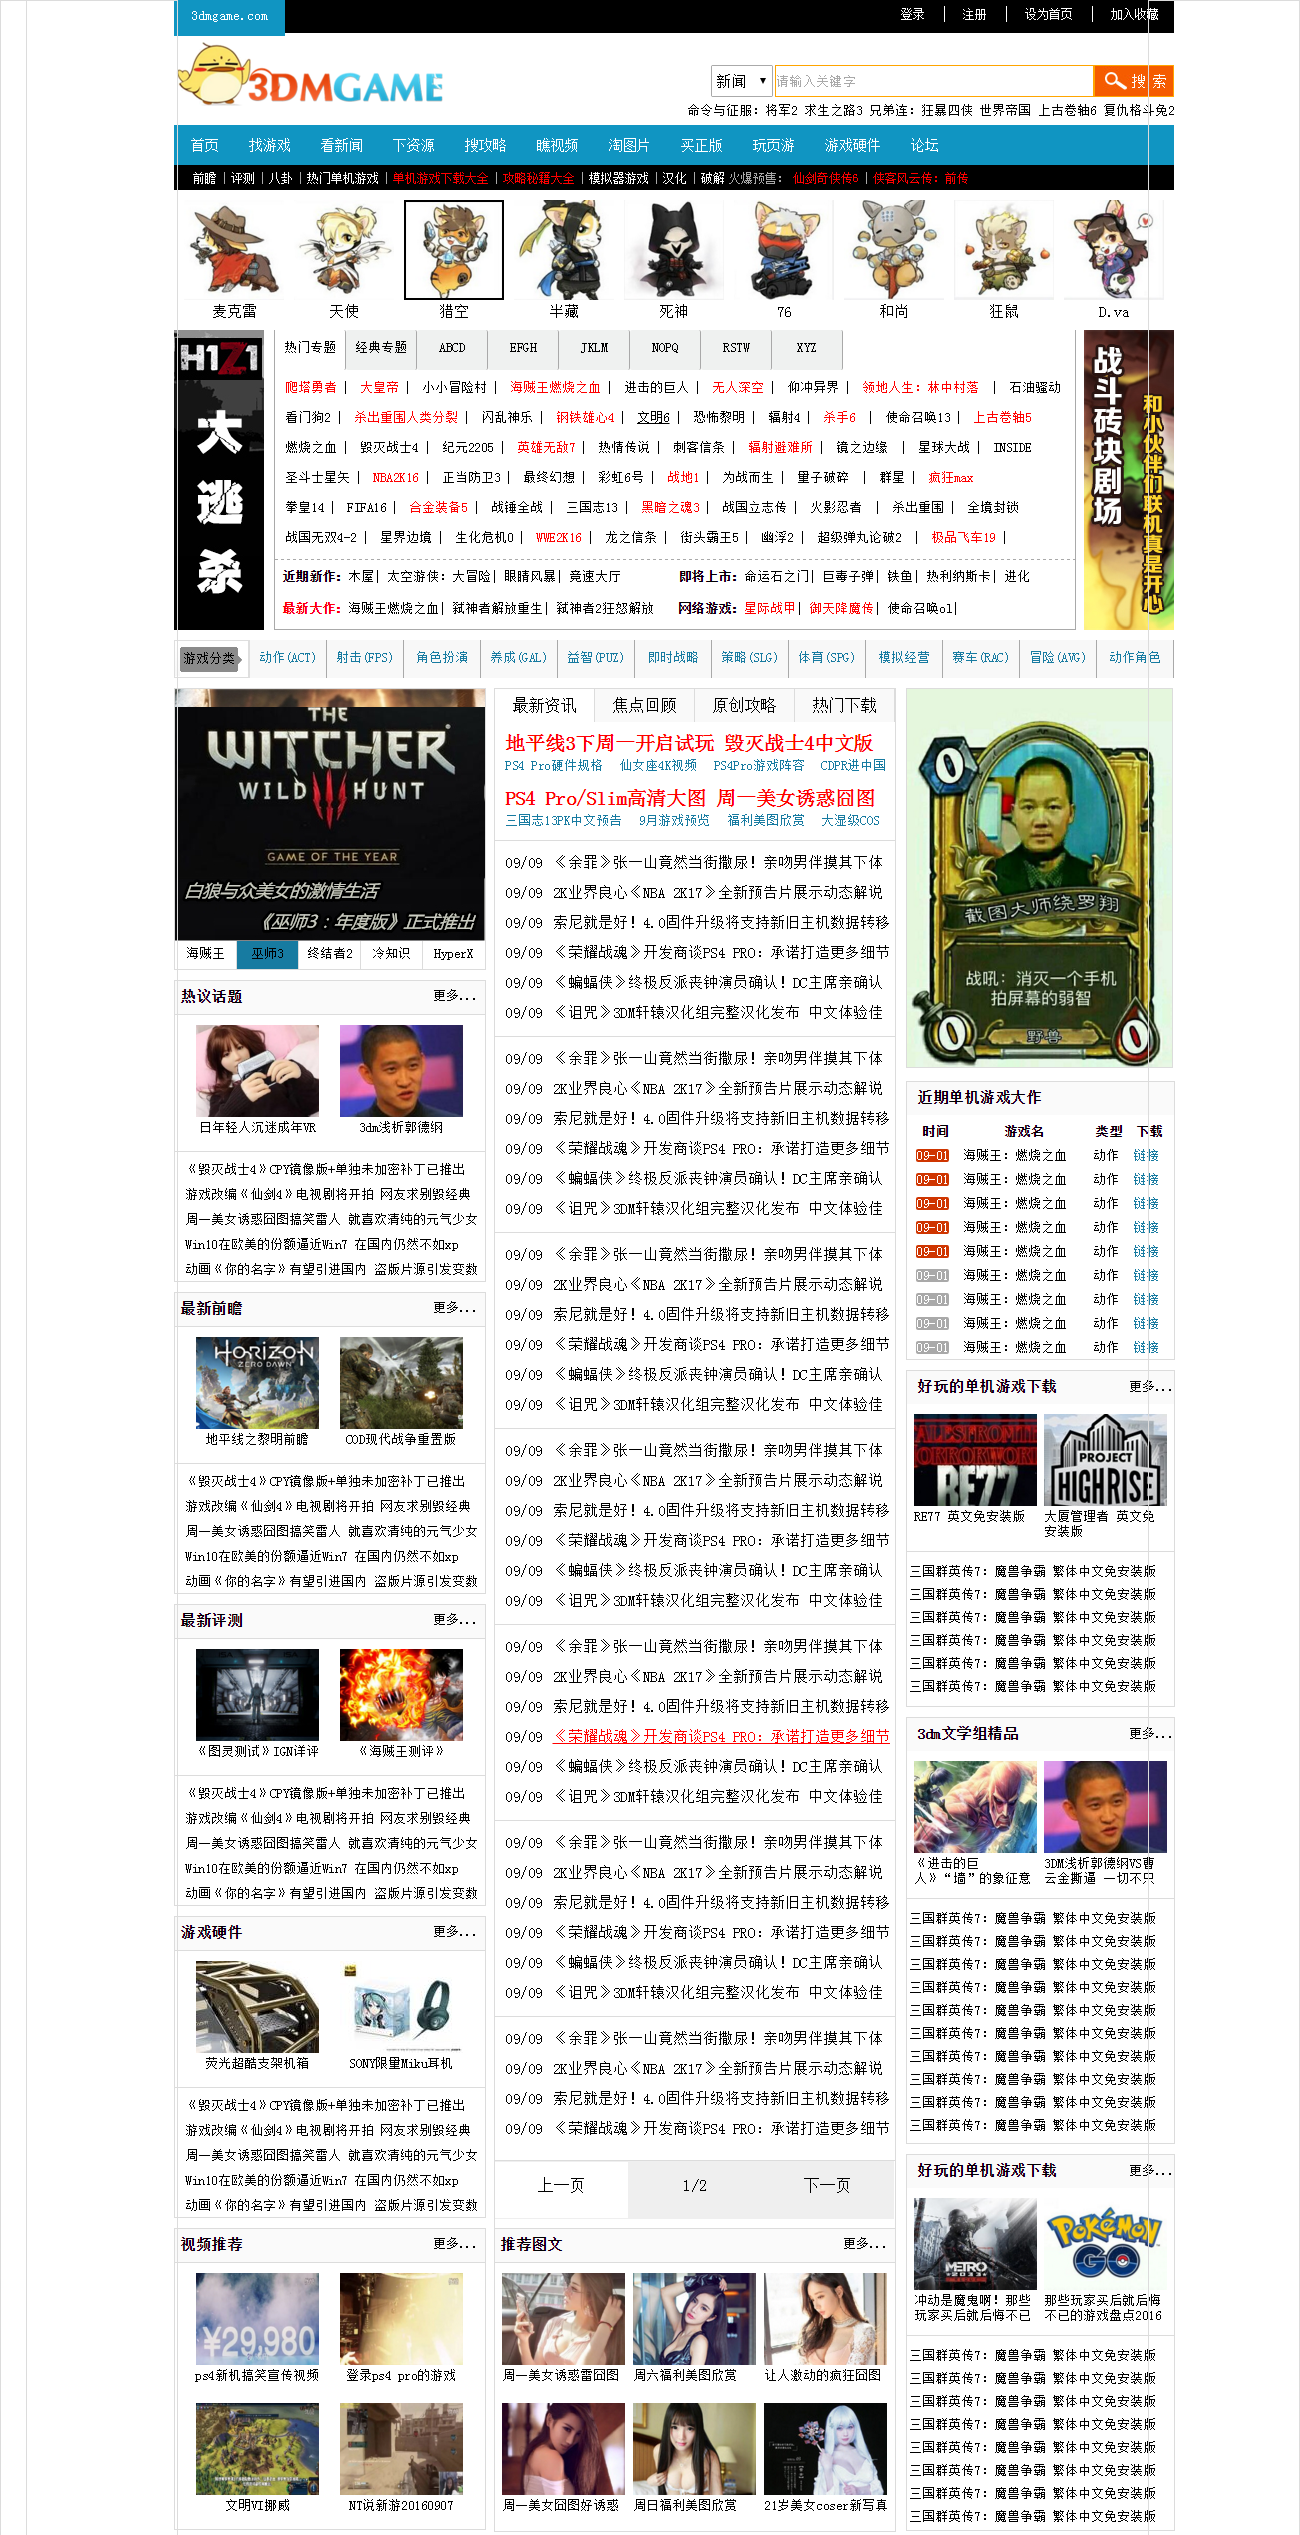 3dmgame.com 登录 注册 设为首页 加入收藏
3DMGAME
新闻 请输入关键字 搜 索
命令与征服：将军2 求生之路3 兄弟连：狂暴四侠 世界帝国 上古卷轴6 复仇格斗兔2
首页 找游戏 看新闻 下资源 搜攻略 瞧视频 淘图片 买正版 玩页游 游戏硬件 论坛
前瞻 | 评测 | 八卦 | 热门单机游戏 | 单机游戏下载大全 | 攻略秘籍大全 | 模拟器游戏 | 汉化 | 破解 火爆预售： 仙剑奇侠传6 | 侠客风云传：前传
麦克雷 天使 猎空 半藏 死神 76 和尚 狂鼠 D.va
H1Z1
大逃杀
热门专题 经典专题 ABCD EFGH JKLM NOPQ RSTW XYZ
爬塔勇者 | 大皇帝 | 小小冒险村 | 海贼王燃烧之血 | 进击的巨人 | 无人深空 | 仰冲异界 | 领地人生：林中村落 | 石油骚动
看门狗2 | 杀出重围人类分裂 | 闪乱神乐 | 钢铁雄心4 | 文明6 | 恐怖黎明 | 辐射4 | 杀手6 | 使命召唤13 | 上古卷轴5
燃烧之血 | 毁灭战士4 | 纪元2205 | 英雄无敌7 | 热情传说 | 刺客信条 | 辐射避难所 | 镜之边缘 | 星球大战 | INSIDE
圣斗士星矢 | NBA2K16 | 正当防卫3 | 最终幻想 | 彩虹6号 | 战地1 | 为战而生 | 量子破碎 | 群星 | 疯狂max
拳皇14 | FIFA16 | 合金装备5 | 战锤全战 | 三国志13 | 黑暗之魂3 | 战国立志传 | 火影忍者 | 杀出重围 | 全境封锁
战国无双4-2 | 星界边境 | 生化危机0 | WWE2K16 | 龙之信条 | 街头霸王5 | 幽浮2 | 超级弹丸论破2 | 极品飞车19 |
近期新作：木屋| 太空游侠：大冒险| 眼睛风暴| 竞速大厅 即将上市：命运石之门| 巨毒子弹| 铁鱼| 热利纳斯卡| 进化
最新大作：海贼王燃烧之血| 弑神者解放重生| 弑神者2狂怒解放 网络游戏：星际战甲| 御天降魔传| 使命召唤ol|
战斗砖块剧场
和小伙伴们联机真是开心
游戏分类 动作(ACT) 射击(FPS) 角色扮演 养成(GAL) 益智(PUZ) 即时战略 策略(SLG) 体育(SPG) 模拟经营 赛车(RAC) 冒险(AVG) 动作角色
THE
WITCHER
WILD HUNT
GAME OF THE YEAR
白狼与众美女的激情生活
《巫师3：年度版》正式推出
海贼王 巫师3 终结者2 冷知识 HyperX
热议话题 更多...
日年轻人沉迷成年VR 3dm浅析郭德纲
《毁灭战士4》CPY镜像版+单独未加密补丁已推出
游戏改编《仙剑4》电视剧将开拍 网友求别毁经典
周一美女诱惑囧图搞笑雷人 就喜欢清纯的元气少女
Win10在欧美的份额逼近Win7 在国内仍然不如xp
动画《你的名字》有望引进国内 盗版片源引发变数
最新前瞻 更多...
HORIZON
ZERO DAWN
地平线之黎明前瞻 COD现代战争重置版
《毁灭战士4》CPY镜像版+单独未加密补丁已推出
游戏改编《仙剑4》电视剧将开拍 网友求别毁经典
周一美女诱惑囧图搞笑雷人 就喜欢清纯的元气少女
Win10在欧美的份额逼近Win7 在国内仍然不如xp
动画《你的名字》有望引进国内 盗版片源引发变数
最新评测 更多...
《图灵测试》IGN详评 《海贼王测评》
《毁灭战士4》CPY镜像版+单独未加密补丁已推出
游戏改编《仙剑4》电视剧将开拍 网友求别毁经典
周一美女诱惑囧图搞笑雷人 就喜欢清纯的元气少女
Win10在欧美的份额逼近Win7 在国内仍然不如xp
动画《你的名字》有望引进国内 盗版片源引发变数
游戏硬件 更多...
荧光超酷支架机箱 SONY限量Miku耳机
《毁灭战士4》CPY镜像版+单独未加密补丁已推出
游戏改编《仙剑4》电视剧将开拍 网友求别毁经典
周一美女诱惑囧图搞笑雷人 就喜欢清纯的元气少女
Win10在欧美的份额逼近Win7 在国内仍然不如xp
动画《你的名字》有望引进国内 盗版片源引发变数
视频推荐 更多...
¥29,980
ps4新机搞笑宣传视频 登录ps4 pro的游戏
文明VI挪威 NT说新游20160907
最新资讯 焦点回顾 原创攻略 热门下载
地平线3下周一开启试玩 毁灭战士4中文版
PS4 Pro硬件规格 仙女座4K视频 PS4Pro游戏阵容 CDPR进中国
PS4 Pro/Slim高清大图 周一美女诱惑囧图
三国志13PK中文预告 9月游戏预览 福利美图欣赏 大湿级COS
09/09 《余罪》张一山竟然当街撒尿！亲吻男伴摸其下体
09/09 2K业界良心《NBA 2K17》全新预告片展示动态解说
09/09 索尼就是好！4.0固件升级将支持新旧主机数据转移
09/09 《荣耀战魂》开发商谈PS4 PRO：承诺打造更多细节
09/09 《蝙蝠侠》终极反派丧钟演员确认！DC主席亲确认
09/09 《诅咒》3DM轩辕汉化组完整汉化发布 中文体验佳
09/09 《余罪》张一山竟然当街撒尿！亲吻男伴摸其下体
09/09 2K业界良心《NBA 2K17》全新预告片展示动态解说
09/09 索尼就是好！4.0固件升级将支持新旧主机数据转移
09/09 《荣耀战魂》开发商谈PS4 PRO：承诺打造更多细节
09/09 《蝙蝠侠》终极反派丧钟演员确认！DC主席亲确认
09/09 《诅咒》3DM轩辕汉化组完整汉化发布 中文体验佳
09/09 《余罪》张一山竟然当街撒尿！亲吻男伴摸其下体
09/09 2K业界良心《NBA 2K17》全新预告片展示动态解说
09/09 索尼就是好！4.0固件升级将支持新旧主机数据转移
09/09 《荣耀战魂》开发商谈PS4 PRO：承诺打造更多细节
09/09 《蝙蝠侠》终极反派丧钟演员确认！DC主席亲确认
09/09 《诅咒》3DM轩辕汉化组完整汉化发布 中文体验佳
09/09 《余罪》张一山竟然当街撒尿！亲吻男伴摸其下体
09/09 2K业界良心《NBA 2K17》全新预告片展示动态解说
09/09 索尼就是好！4.0固件升级将支持新旧主机数据转移
09/09 《荣耀战魂》开发商谈PS4 PRO：承诺打造更多细节
09/09 《蝙蝠侠》终极反派丧钟演员确认！DC主席亲确认
09/09 《诅咒》3DM轩辕汉化组完整汉化发布 中文体验佳
09/09 《余罪》张一山竟然当街撒尿！亲吻男伴摸其下体
09/09 2K业界良心《NBA 2K17》全新预告片展示动态解说
09/09 索尼就是好！4.0固件升级将支持新旧主机数据转移
09/09 《荣耀战魂》开发商谈PS4 PRO：承诺打造更多细节
09/09 《蝙蝠侠》终极反派丧钟演员确认！DC主席亲确认
09/09 《诅咒》3DM轩辕汉化组完整汉化发布 中文体验佳
09/09 《余罪》张一山竟然当街撒尿！亲吻男伴摸其下体
09/09 2K业界良心《NBA 2K17》全新预告片展示动态解说
09/09 索尼就是好！4.0固件升级将支持新旧主机数据转移
09/09 《荣耀战魂》开发商谈PS4 PRO：承诺打造更多细节
09/09 《蝙蝠侠》终极反派丧钟演员确认！DC主席亲确认
09/09 《诅咒》3DM轩辕汉化组完整汉化发布 中文体验佳
09/09 《余罪》张一山竟然当街撒尿！亲吻男伴摸其下体
09/09 2K业界良心《NBA 2K17》全新预告片展示动态解说
09/09 索尼就是好！4.0固件升级将支持新旧主机数据转移
09/09 《荣耀战魂》开发商谈PS4 PRO：承诺打造更多细节
上一页 1/2 下一页
推荐图文 更多...
周一美女诱惑雷囧图 周六福利美图欣赏 让人激动的疯狂囧图
周一美女囧图好诱惑 周日福利美图欣赏 21岁美女coser新写真
0
截图大师绕罗翔
战吼：消灭一个手机
拍屏幕的弱智
0 野兽 0
近期单机游戏大作
时间 游戏名 类型 下载
09-01 海贼王：燃烧之血 动作 链接
09-01 海贼王：燃烧之血 动作 链接
09-01 海贼王：燃烧之血 动作 链接
09-01 海贼王：燃烧之血 动作 链接
09-01 海贼王：燃烧之血 动作 链接
09-01 海贼王：燃烧之血 动作 链接
09-01 海贼王：燃烧之血 动作 链接
09-01 海贼王：燃烧之血 动作 链接
09-01 海贼王：燃烧之血 动作 链接
好玩的单机游戏下载 更多...
RE77 PROJECT HIGHRISE
RE77 英文免安装版 大厦管理者 英文免
安装版
三国群英传7：魔兽争霸 繁体中文免安装版
三国群英传7：魔兽争霸 繁体中文免安装版
三国群英传7：魔兽争霸 繁体中文免安装版
三国群英传7：魔兽争霸 繁体中文免安装版
三国群英传7：魔兽争霸 繁体中文免安装版
三国群英传7：魔兽争霸 繁体中文免安装版
3dm文学组精品 更多...
《进击的巨 3DM浅析郭德纲VS曹
人》“墙”的象征意 云金撕逼 一切不只
三国群英传7：魔兽争霸 繁体中文免安装版
三国群英传7：魔兽争霸 繁体中文免安装版
三国群英传7：魔兽争霸 繁体中文免安装版
三国群英传7：魔兽争霸 繁体中文免安装版
三国群英传7：魔兽争霸 繁体中文免安装版
三国群英传7：魔兽争霸 繁体中文免安装版
三国群英传7：魔兽争霸 繁体中文免安装版
三国群英传7：魔兽争霸 繁体中文免安装版
三国群英传7：魔兽争霸 繁体中文免安装版
三国群英传7：魔兽争霸 繁体中文免安装版
好玩的单机游戏下载 更多...
METRO 2033 POKÉMON GO
冲动是魔鬼啊！那些 那些玩家买后就后悔
玩家买后就后悔不已 不已的游戏盘点2016
三国群英传7：魔兽争霸 繁体中文免安装版
三国群英传7：魔兽争霸 繁体中文免安装版
三国群英传7：魔兽争霸 繁体中文免安装版
三国群英传7：魔兽争霸 繁体中文免安装版
三国群英传7：魔兽争霸 繁体中文免安装版
三国群英传7：魔兽争霸 繁体中文免安装版
三国群英传7：魔兽争霸 繁体中文免安装版
三国群英传7：魔兽争霸 繁体中文免安装版